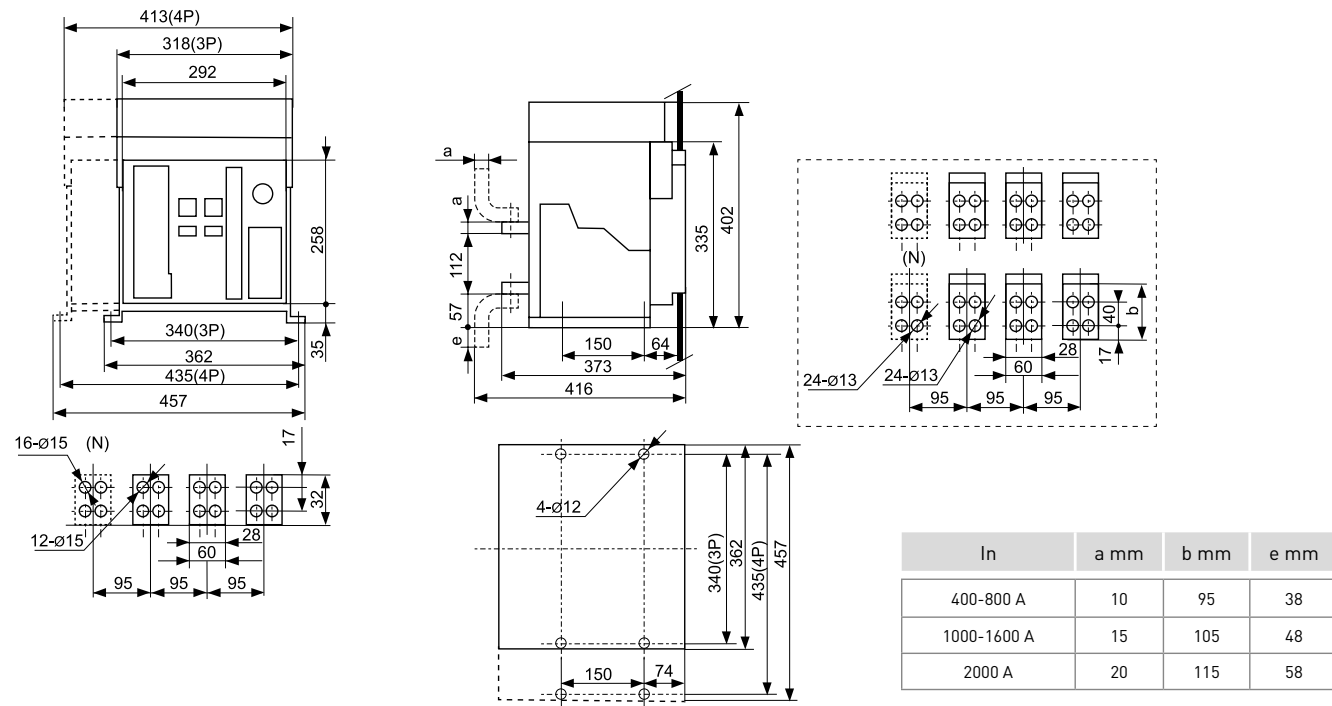 413(4P)
318(3P)
292
258
35
340(3P)
362
435(4P)
457
a
a
112
57
e
335
402
150
64
373
416
(N)
40
b
17
28
60
24-Ø13
24-Ø13
95
95
95
16-Ø15
(N)
17
32
12-Ø15
28
60
95
95
95
4-Ø12
340(3P)
362
435(4P)
457
150
74
In a mm b mm e mm
400-800 A 10 95 38
1000-1600 A 15 105 48
2000 A 20 115 58